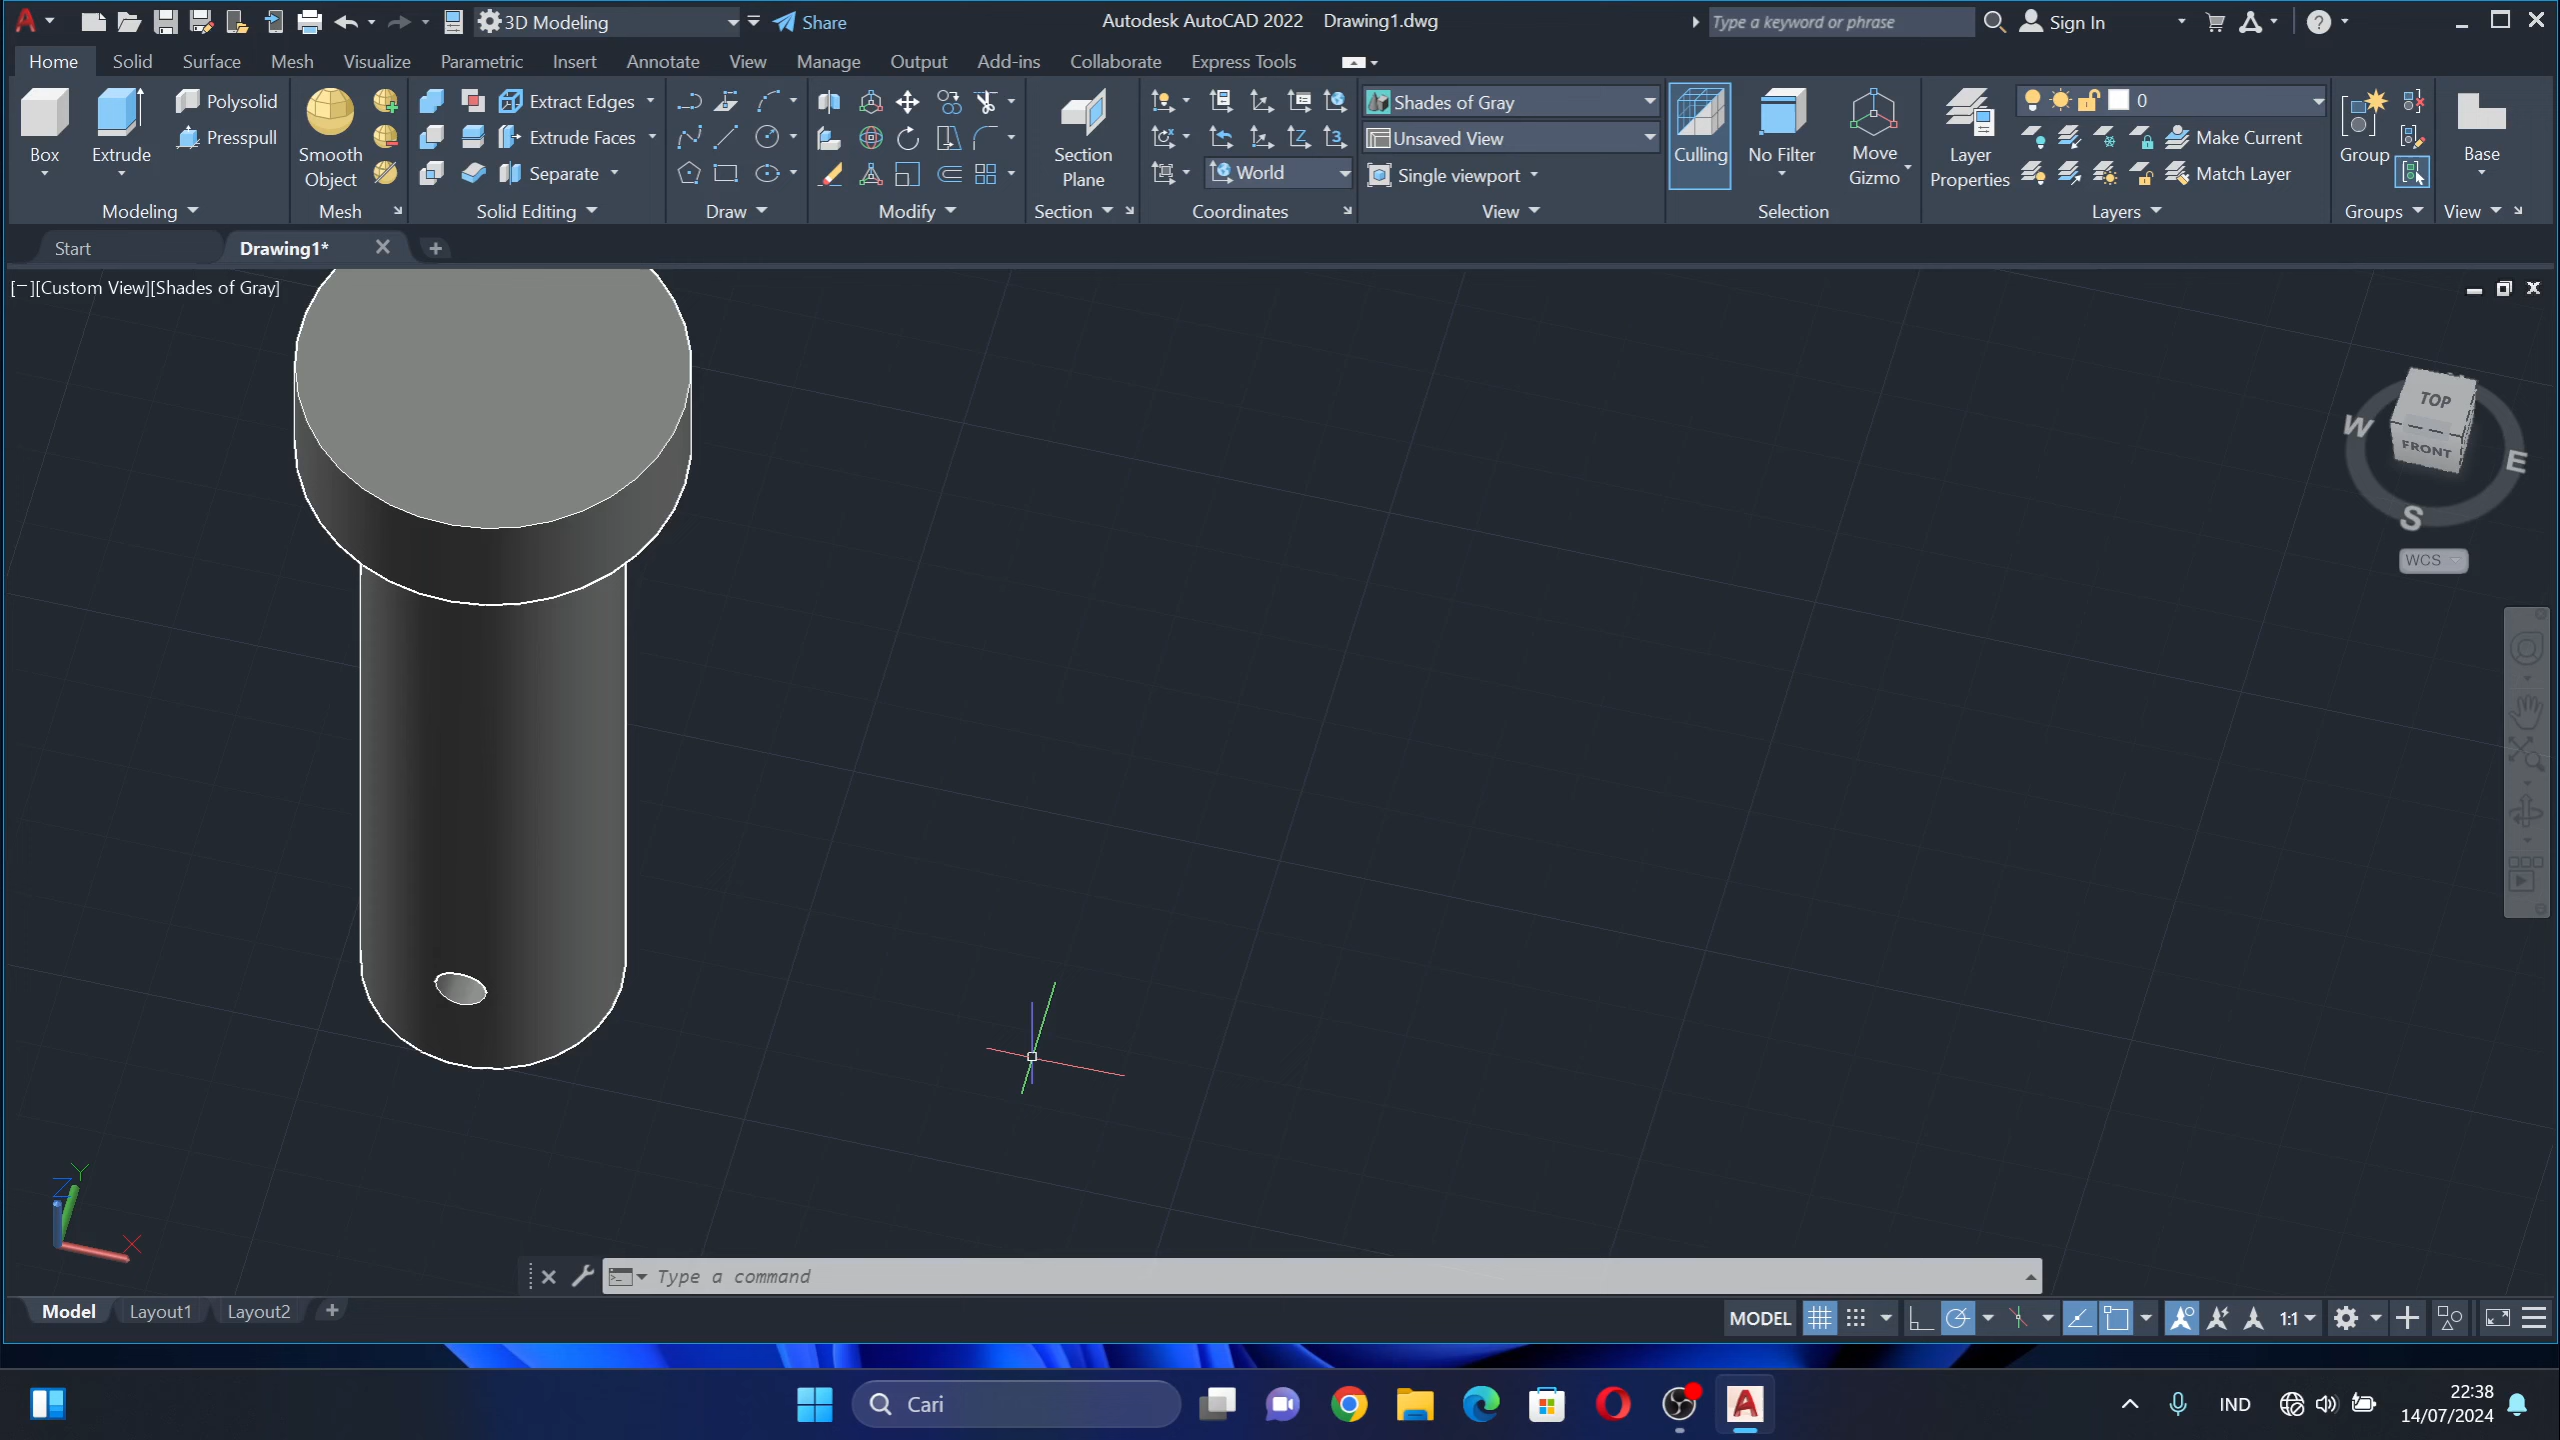 3D Modeling
Share
Autodesk AutoCAD 2022 Drawing1.dwg
Type a keyword or phrase
Sign In
Home Solid Surface Mesh Visualize Parametric Insert Annotate View Manage Output Add-ins Collaborate Express Tools
Box
Extrude
Polysolid
Presspull
Modeling
Smooth
Object
Mesh
Extract Edges
Extrude Faces
Separate
Solid Editing
Draw
Modify
Section
Plane
Section
World
Coordinates
Shades of Gray
Unsaved View
Single viewport
View
Culling
No Filter
Move
Gizmo
Selection
Layer
Properties
0
Make Current
Match Layer
Layers
Group
Groups
Base
View
Start
Drawing1*
[−][Custom View][Shades of Gray]
TOP
FRONT
W
E
S
WCS
Z
Y
X
Type a command
Model Layout1 Layout2
MODEL
1:1
Cari
IND
22:38
14/07/2024